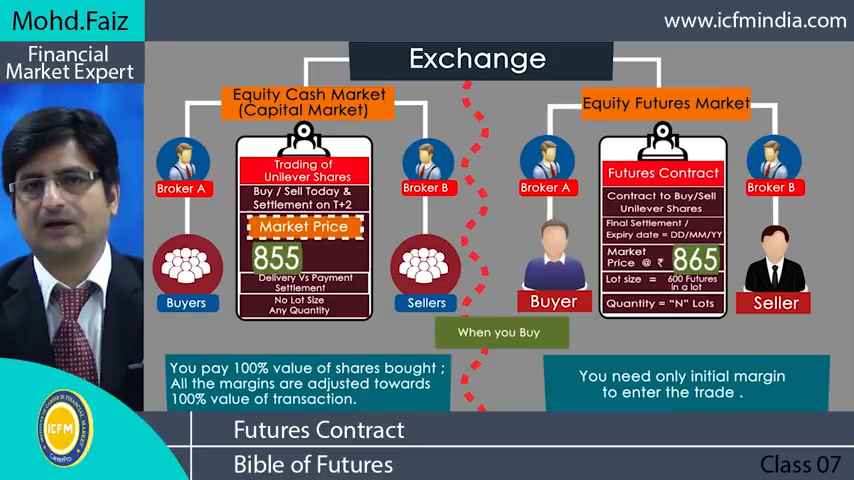 Mohd.Faiz
Financial
Market Expert
www.icfmindia.com
Exchange
Equity Cash Market
(Capital Market)
Equity Futures Market
Broker A
Trading of
Unilever Shares
Buy / Sell Today &
Settlement on T+2
Market Price
855
Delivery Vs Payment
Settlement
No Lot Size
Any Quantity
Broker B
Buyers
Sellers
Broker A
Futures Contract
Contract to Buy/Sell
Unilever Shares
Final Settlement /
Expiry date = DD/MM/YY
Market
Price @ ₹ 865
Lot size = 600 Futures
in a lot
Quantity = "N" Lots
Broker B
Buyer
Seller
When you Buy
You pay 100% value of shares bought ;
All the margins are adjusted towards
100% value of transaction.
You need only initial margin
to enter the trade .
ICFM
Futures Contract
Bible of Futures
Class 07